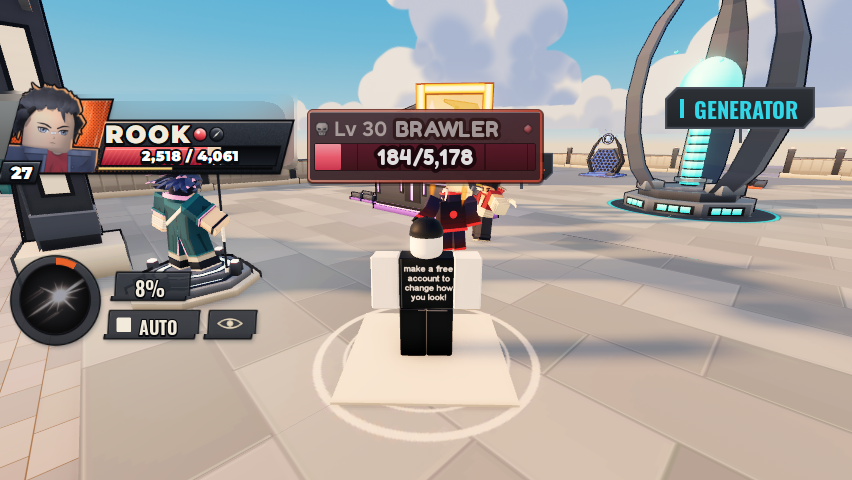 ROOK
2,518 / 4,061
27
Lv 30 BRAWLER
184/5,178
GENERATOR
8%
AUTO
make a free
account to
change how
you look!